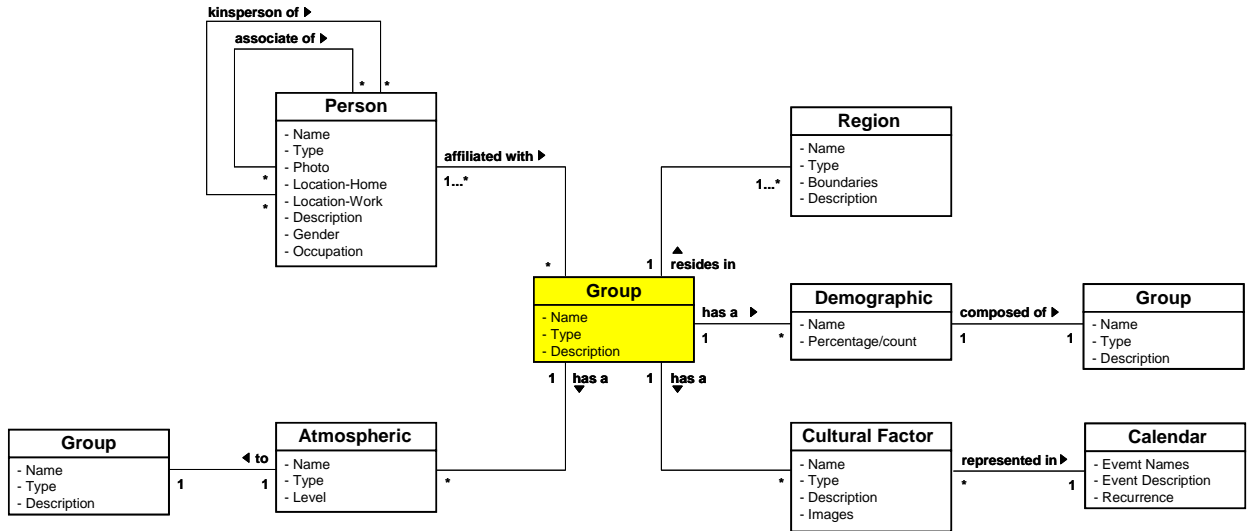 kinsperson of ▶
associate of ▶
* *
Person
- Name
- Type
- Photo
- Location-Home
- Location-Work
- Description
- Gender
- Occupation
*
*
affiliated with ▶
1...*
*
Region
- Name
- Type
- Boundaries
- Description
1...*
▲
1 resides in
Group
- Name
- Type
- Description
has a ▶
1 *
Demographic
- Name
- Percentage/count
composed of ▶
1 1
Group
- Name
- Type
- Description
1 has a
▼
1 has a
▼
Group
- Name
- Type
- Description
◀ to
1 1
Atmospheric
- Name
- Type
- Level
*
Cultural Factor
- Name
- Type
- Description
- Images
*
represented in ▶
* 1
Calendar
- Evemt Names
- Event Description
- Recurrence